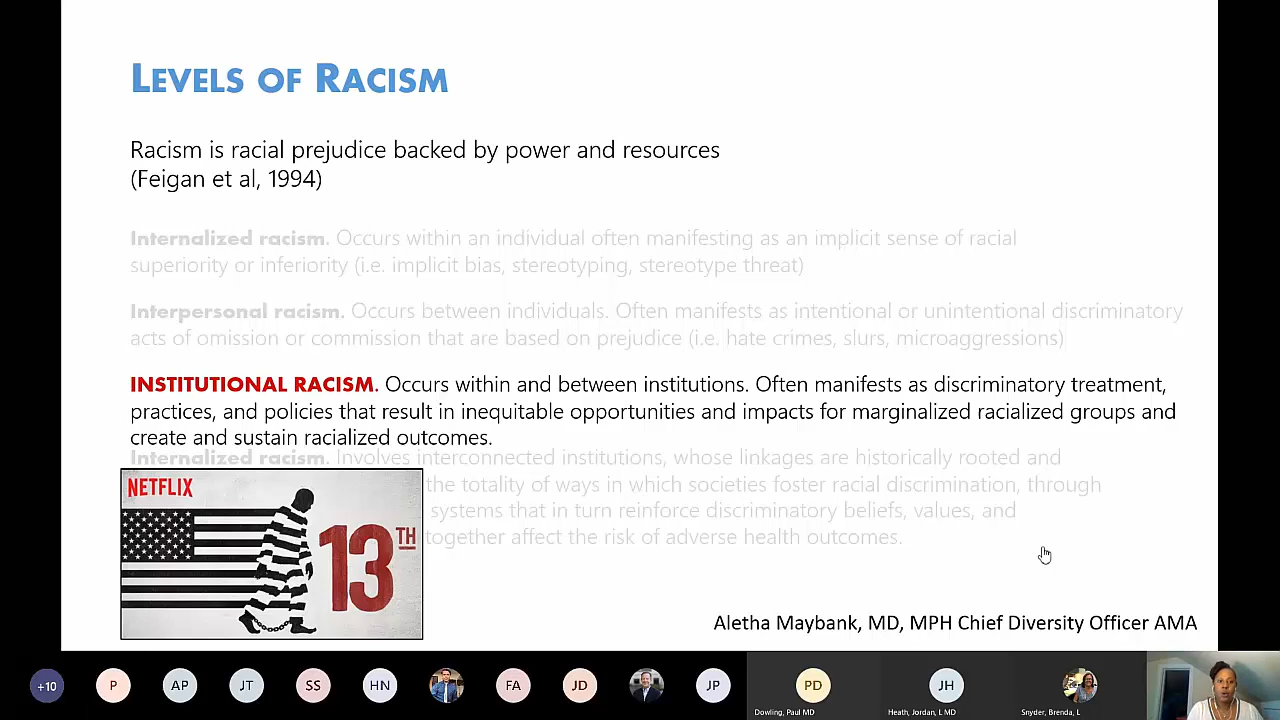 LEVELS OF RACISM
Racism is racial prejudice backed by power and resources
(Feigan et al, 1994)
Internalized racism. Occurs within an individual often manifesting as an implicit sense of racial
superiority or inferiority (i.e. implicit bias, stereotyping, stereotype threat)
Interpersonal racism. Occurs between individuals. Often manifests as intentional or unintentional discriminatory
acts of omission or commission that are based on prejudice (i.e. hate crimes, slurs, microaggressions)
INSTITUTIONAL RACISM. Occurs within and between institutions. Often manifests as discriminatory treatment,
practices, and policies that result in inequitable opportunities and impacts for marginalized racialized groups and
create and sustain racialized outcomes.
Internalized racism. Involves interconnected institutions, whose linkages are historically rooted and
the totality of ways in which societies foster racial discrimination, through
systems that in turn reinforce discriminatory beliefs, values, and
together affect the risk of adverse health outcomes.
NETFLIX
13TH
Aletha Maybank, MD, MPH Chief Diversity Officer AMA
+10 P AP JT SS HN FA JD JP PD JH
Dowling, Paul MD Heath, Jordan, L MD Snyder, Brenda, L